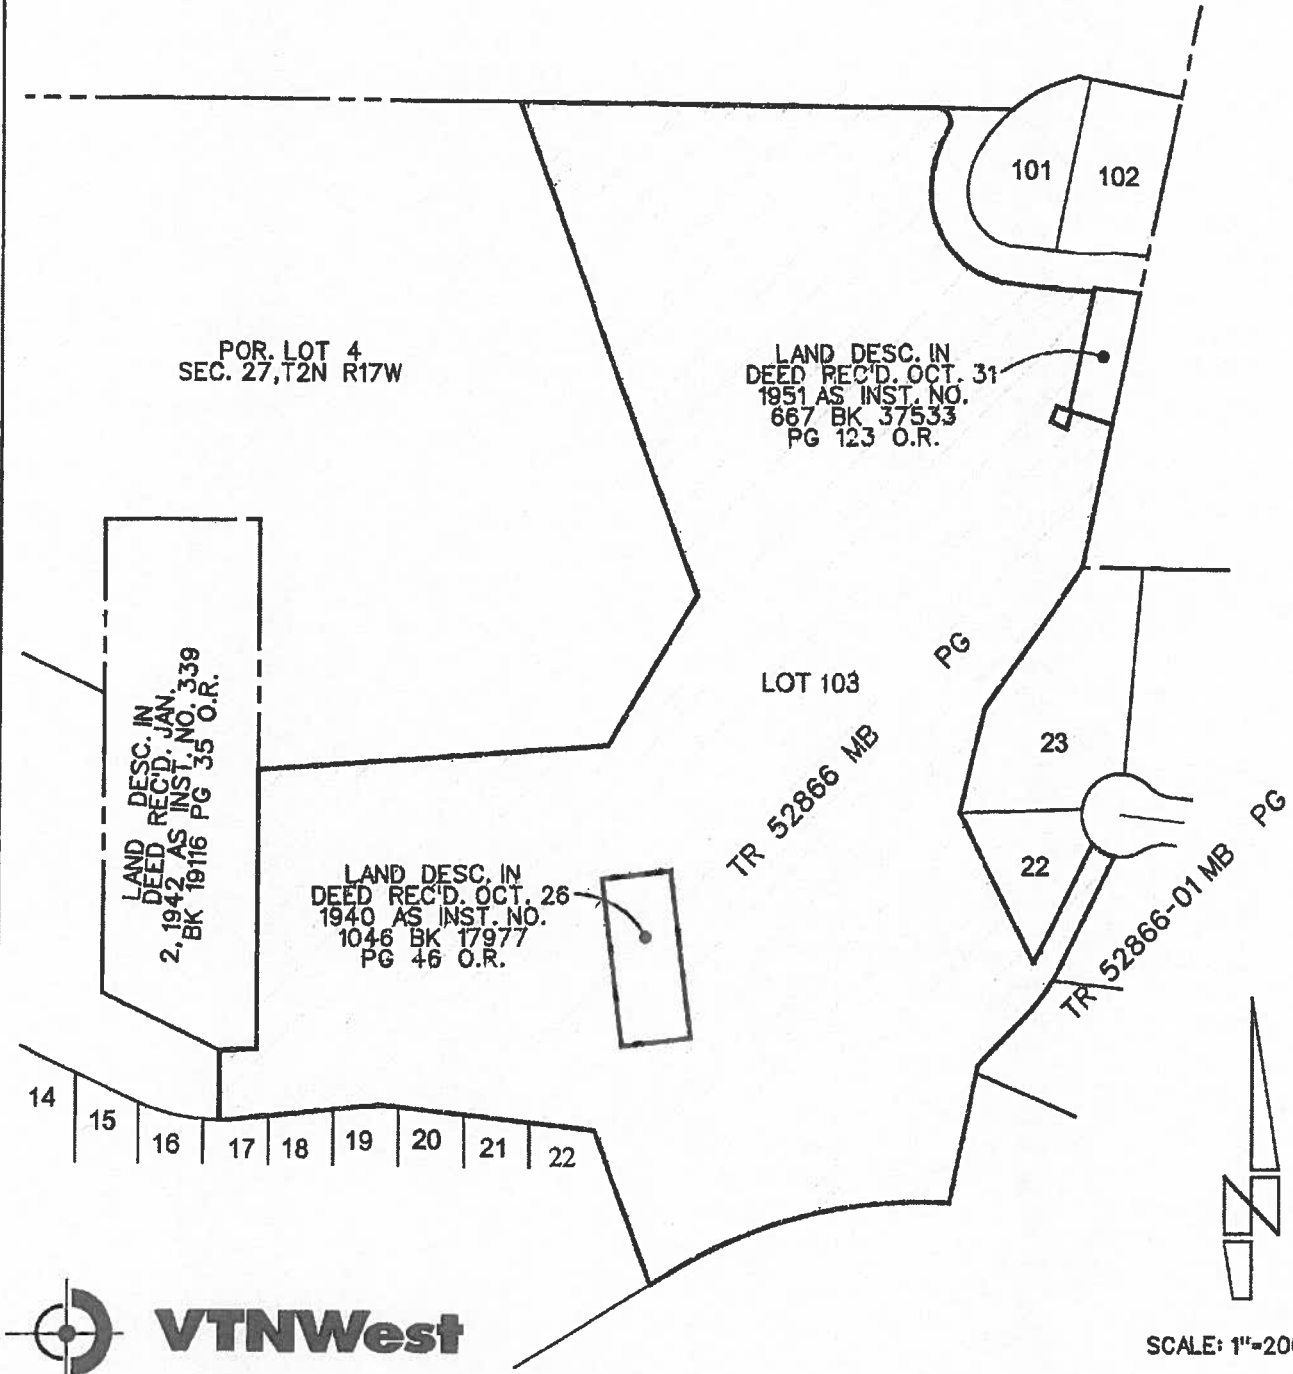 101
102
POR. LOT 4
SEC. 27, T2N R17W
LAND DESC. IN
DEED REC'D. OCT. 31
1951 AS INST. NO.
667 BK 37533
PG 123 O.R.
LAND DESC. IN
DEED REC'D. JAN.
2, 1942 AS INST. NO. 339
BK 19116 PG 35 O.R.
LOT 103
TR 52866 MB PG
23
22
TR 52866-01 MB PG
LAND DESC. IN
DEED REC'D. OCT. 26
1940 AS INST. NO.
1046 BK 17977
PG 46 O.R.
14
15
16
17
18
19
20
21
22
N
VTNWest
SCALE: 1"=20